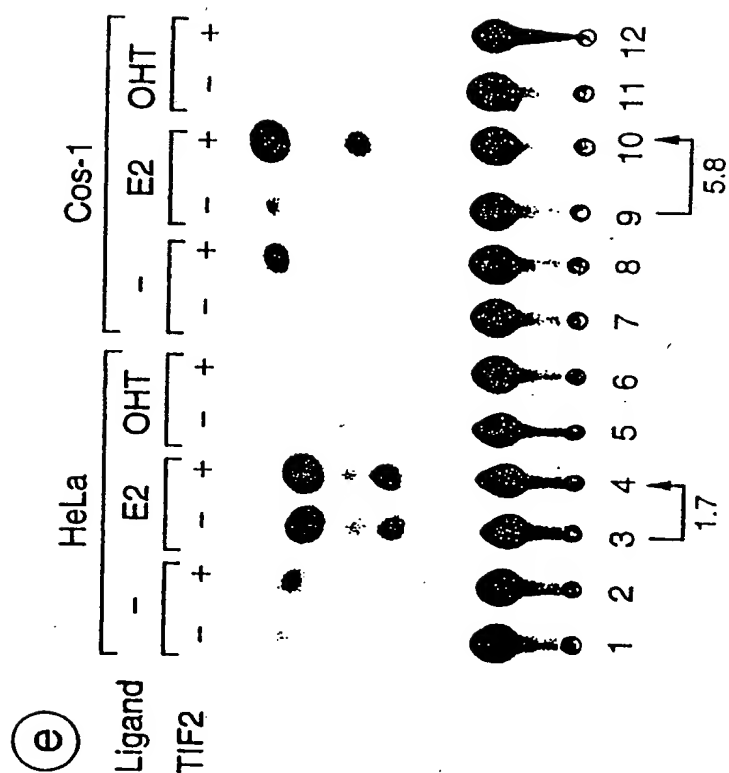 e
HeLa Cos-1
Ligand – E2 OHT – E2 OHT
TIF2 – + – + – + – + – + – +
1 2 3 4 5 6 7 8 9 10 11 12
1.7 5.8